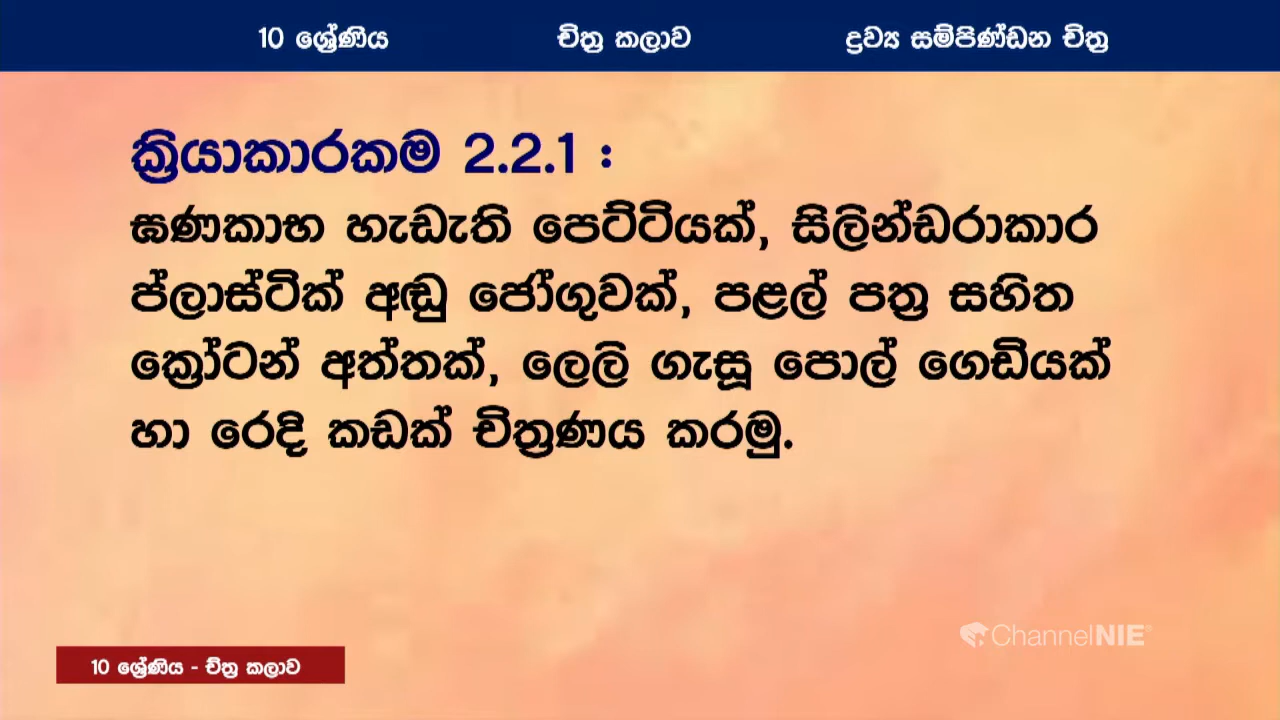 10 ශ්‍රේණිය චිත්‍ර කලාව ද්‍රව්‍ය සම්පිණ්ඩන චිත්‍ර
ක්‍රියාකාරකම 2.2.1 :
ඝණකාභ හැඩැති පෙට්ටියක්, සිලින්ඩරාකාර
ප්ලාස්ටික් අඬු ජෝගුවක්, පළල් පත්‍ර සහිත
ක්‍රෝටන් අත්තක්, ලෙලි ගැසූ පොල් ගෙඩියක්
හා රෙදි කඩක් චිත්‍රණය කරමු.
ChannelNIE
10 ශ්‍රේණිය - චිත්‍ර කලාව